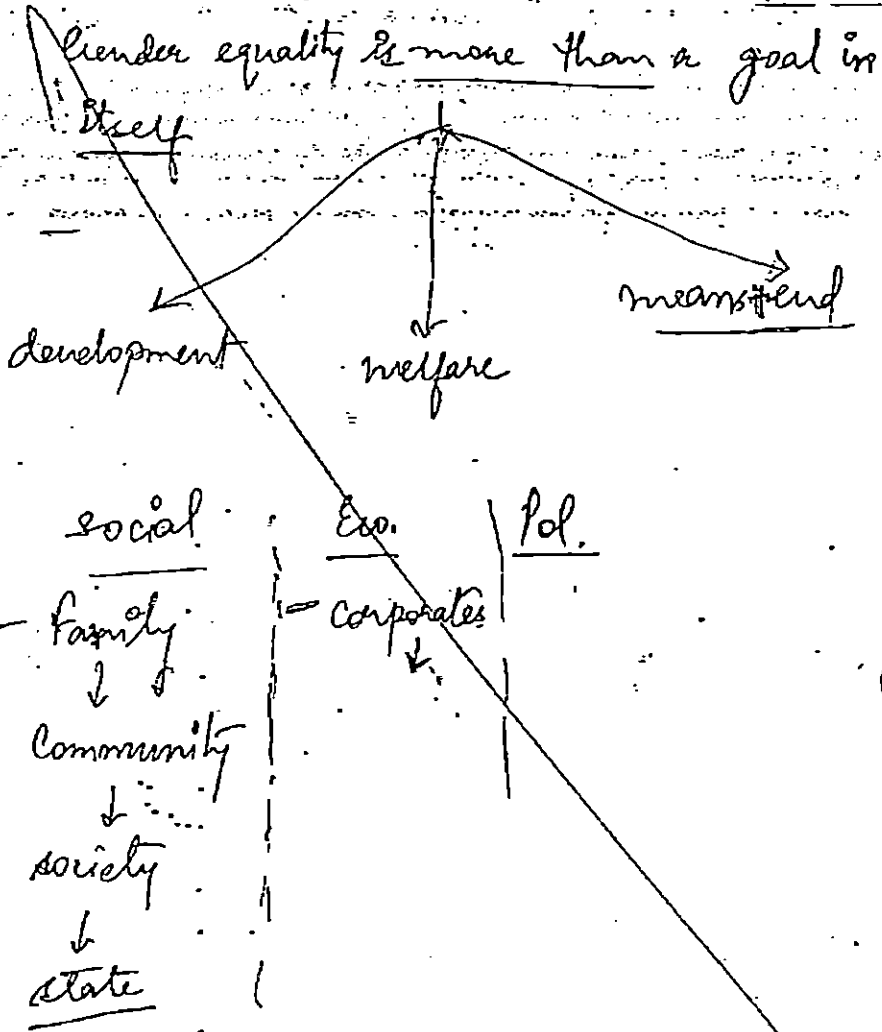 Gender equality is more than a goal in
itself
development
welfare
means+end
social Eco. Pol.
- Family - corporates
Community
society
state